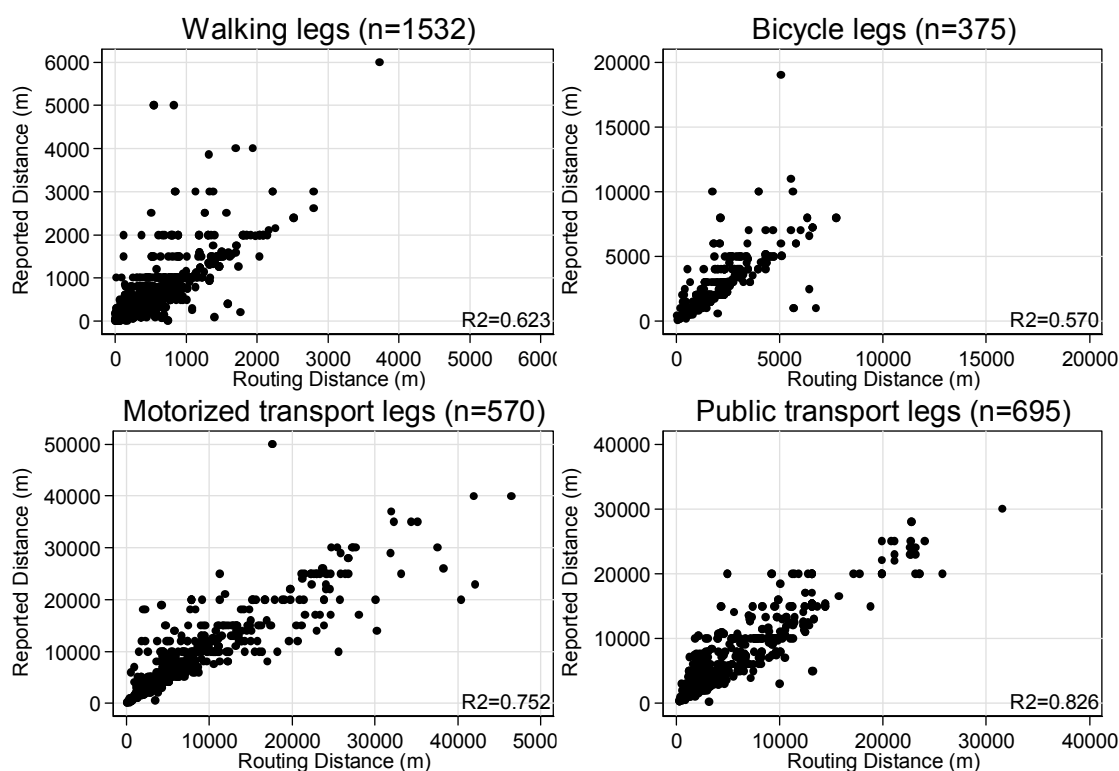 Walking legs (n=1532)
Reported Distance (m)
6000
5000
4000
3000
2000
1000
0
R2=0.623
0 1000 2000 3000 4000 5000 6000
Routing Distance (m)
Bicycle legs (n=375)
Reported Distance (m)
20000
15000
10000
5000
0
R2=0.570
0 5000 10000 15000 20000
Routing Distance (m)
Motorized transport legs (n=570)
Reported Distance (m)
50000
40000
30000
20000
10000
0
R2=0.752
0 10000 20000 30000 40000 5000
Routing Distance (m)
Public transport legs (n=695)
Reported Distance (m)
40000
30000
20000
10000
0
R2=0.826
0 10000 20000 30000 40000
Routing Distance (m)